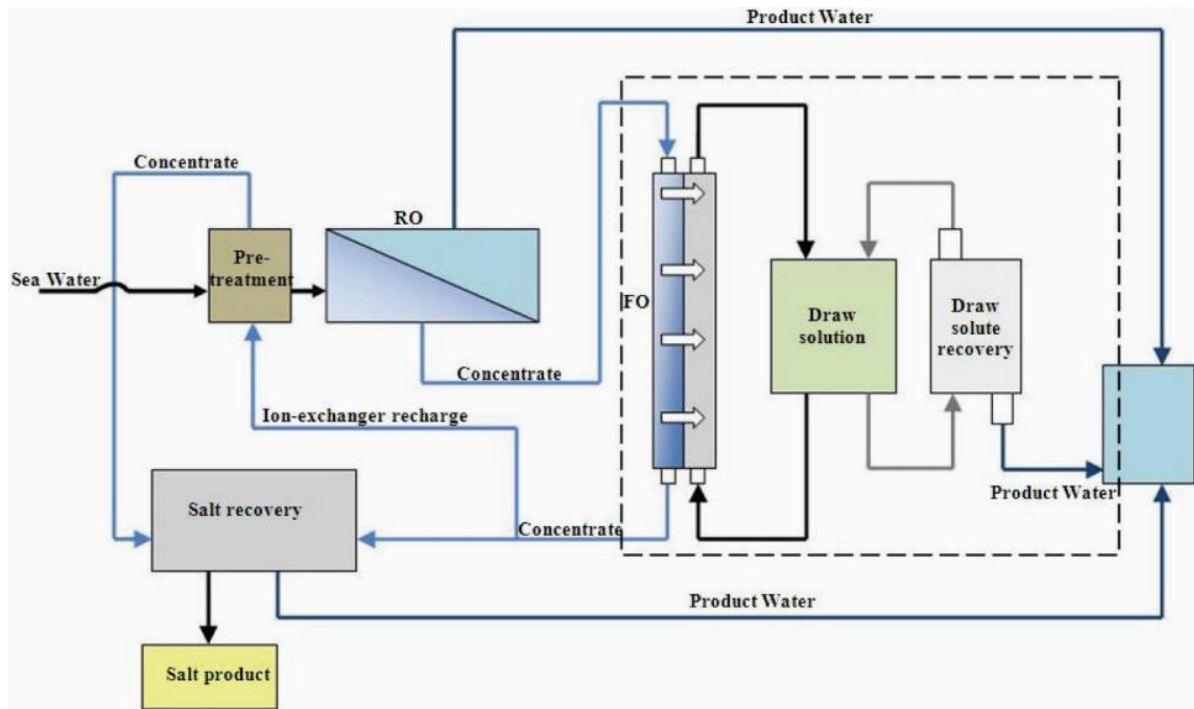 Product Water
Concentrate
RO
Sea Water
Pre-
treatment
FO
Draw
solution
Draw
solute
recovery
Concentrate
Ion-exchanger recharge
Product Water
Salt recovery
Concentrate
Product Water
Salt product